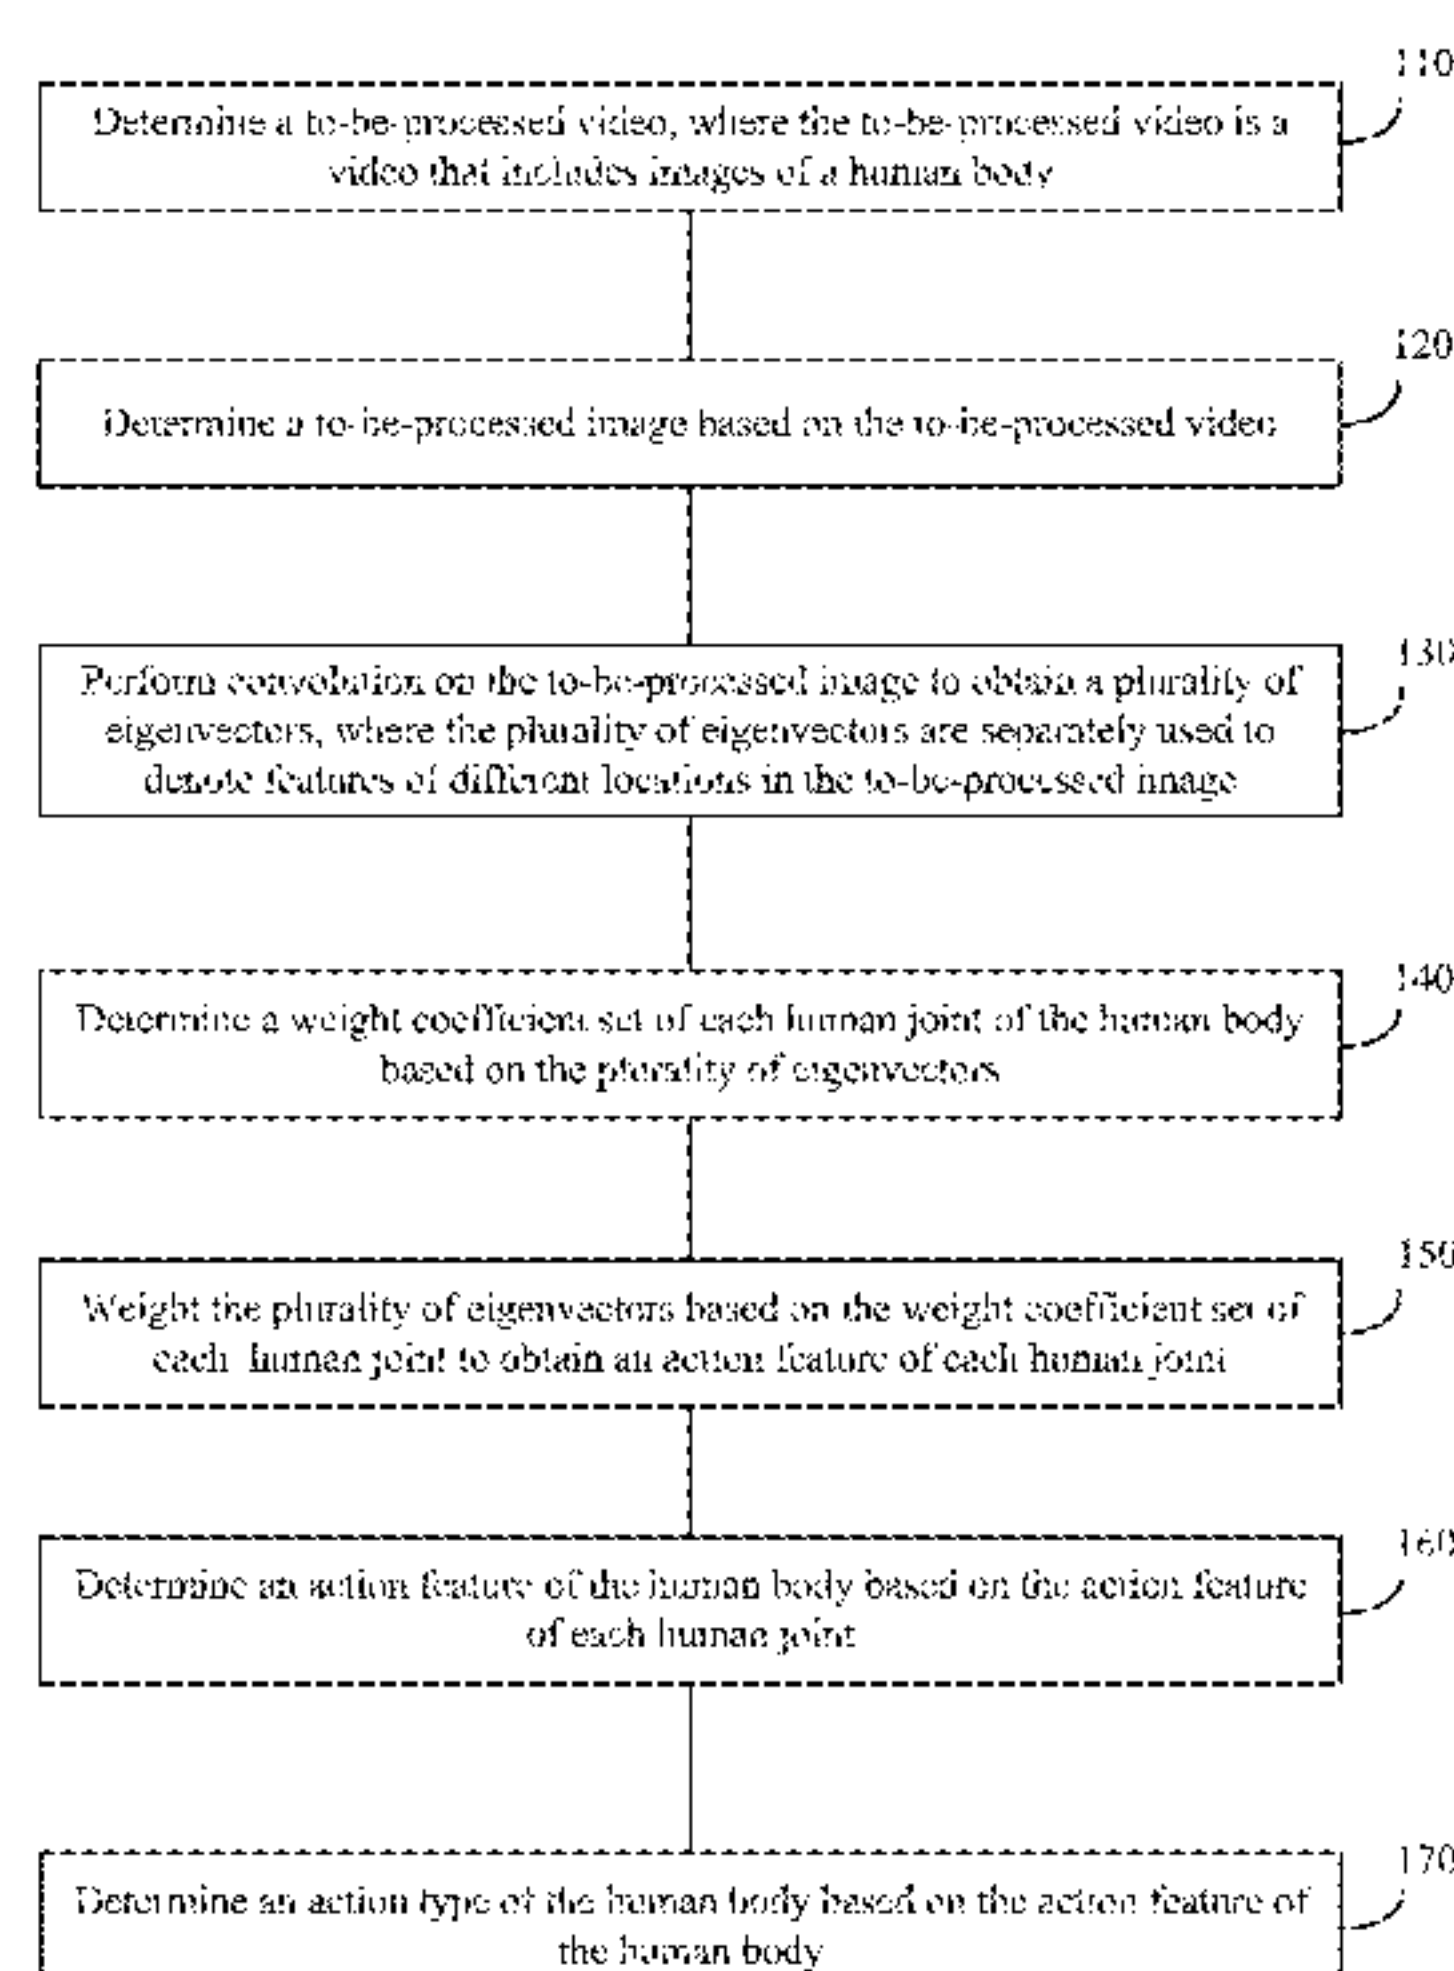 110
Determine a to-be-processed video, where the to-be-processed video is a
video that includes images of a human body
120
Determine a to-be-processed image based on the to-be-processed video
130
Perform convolution on the to-be-processed image to obtain a plurality of
eigenvectors, where the plurality of eigenvectors are separately used to
denote features of different locations in the to-be-processed image
140
Determine a weight coefficient set of each human joint of the human body
based on the plurality of eigenvectors
150
Weight the plurality of eigenvectors based on the weight coefficient set of
each human joint to obtain an action feature of each human joint
160
Determine an action feature of the human body based on the action feature
of each human joint
170
Determine an action type of the human body based on the action feature of
the human body